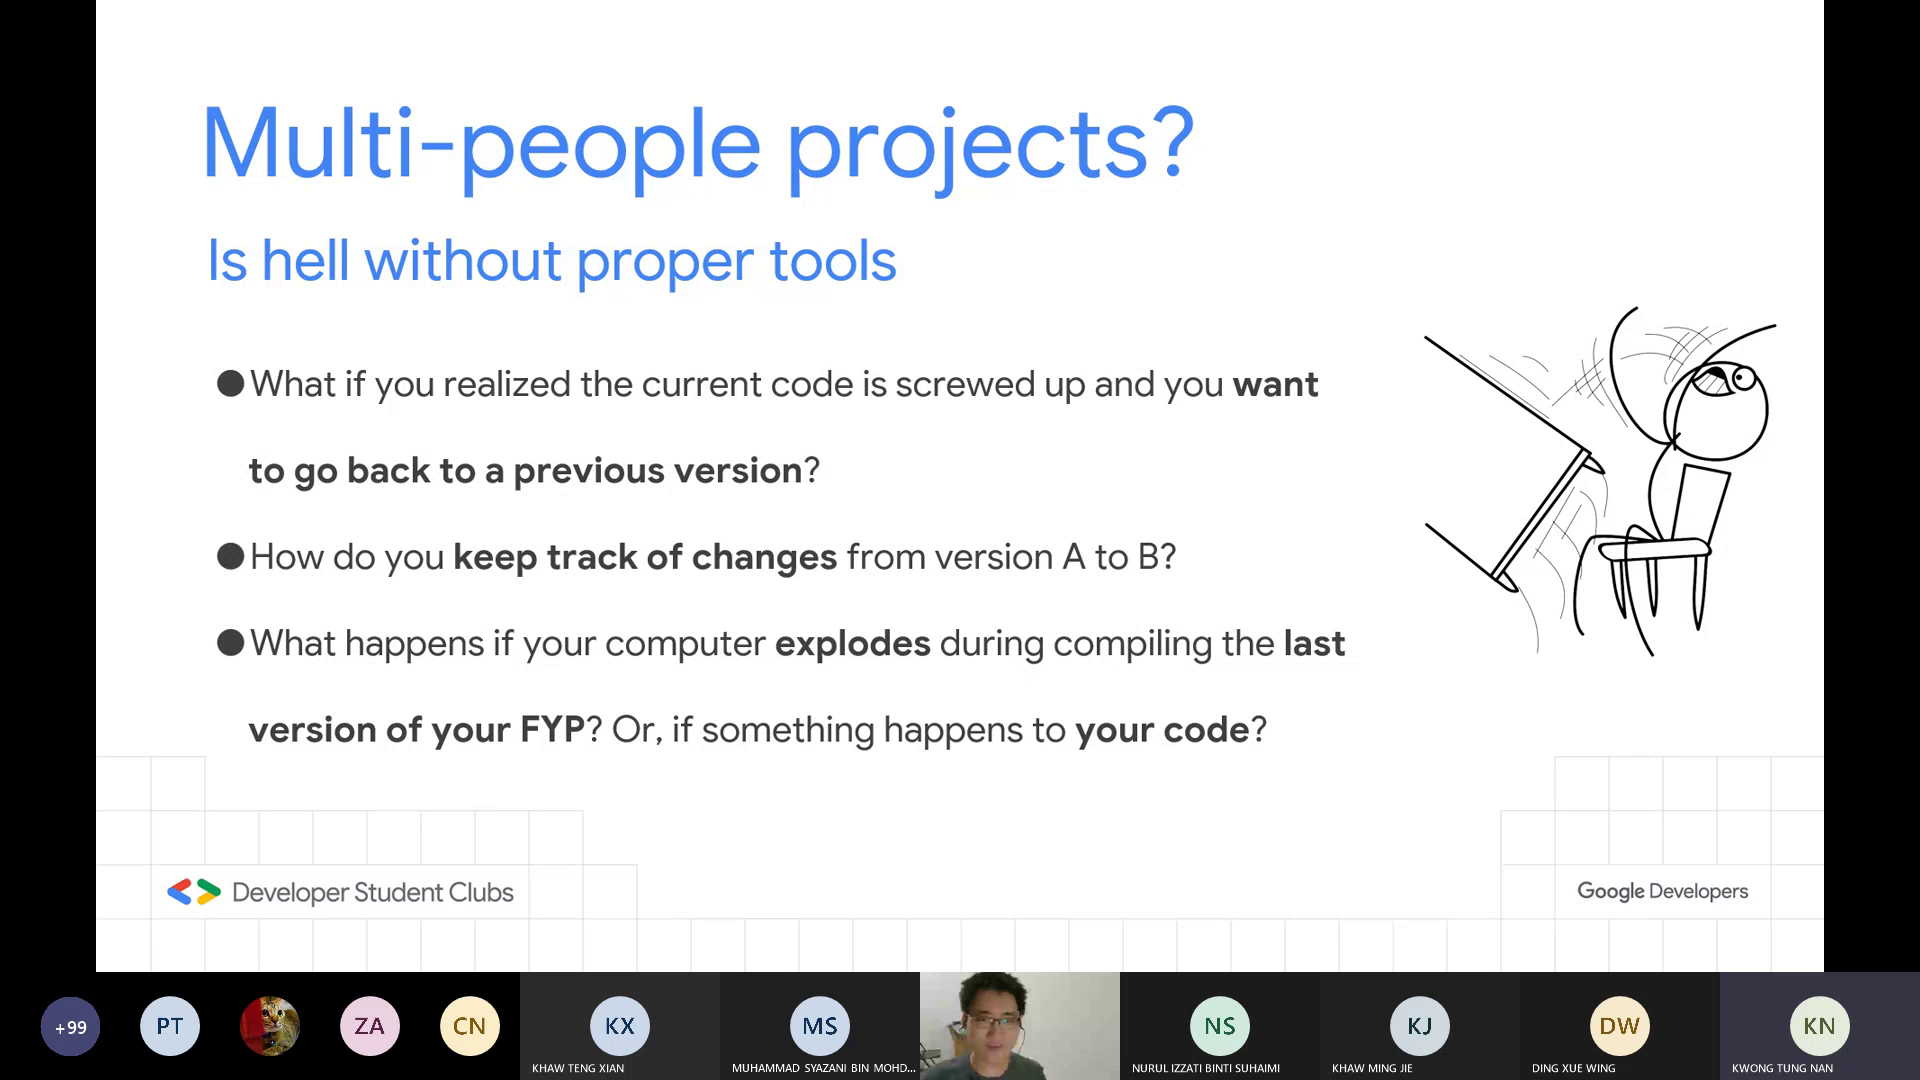 Multi-people projects?
Is hell without proper tools
●What if you realized the current code is screwed up and you want
to go back to a previous version?
●How do you keep track of changes from version A to B?
●What happens if your computer explodes during compiling the last
version of your FYP? Or, if something happens to your code?
Developer Student Clubs
Google Developers
+99
PT
ZA
CN
KX
MS
NS
KJ
DW
KN
KHAW TENG XIAN
MUHAMMAD SYAZANI BIN MOHD...
NURUL IZZATI BINTI SUHAIMI
KHAW MING JIE
DING XUE WING
KWONG TUNG NAN